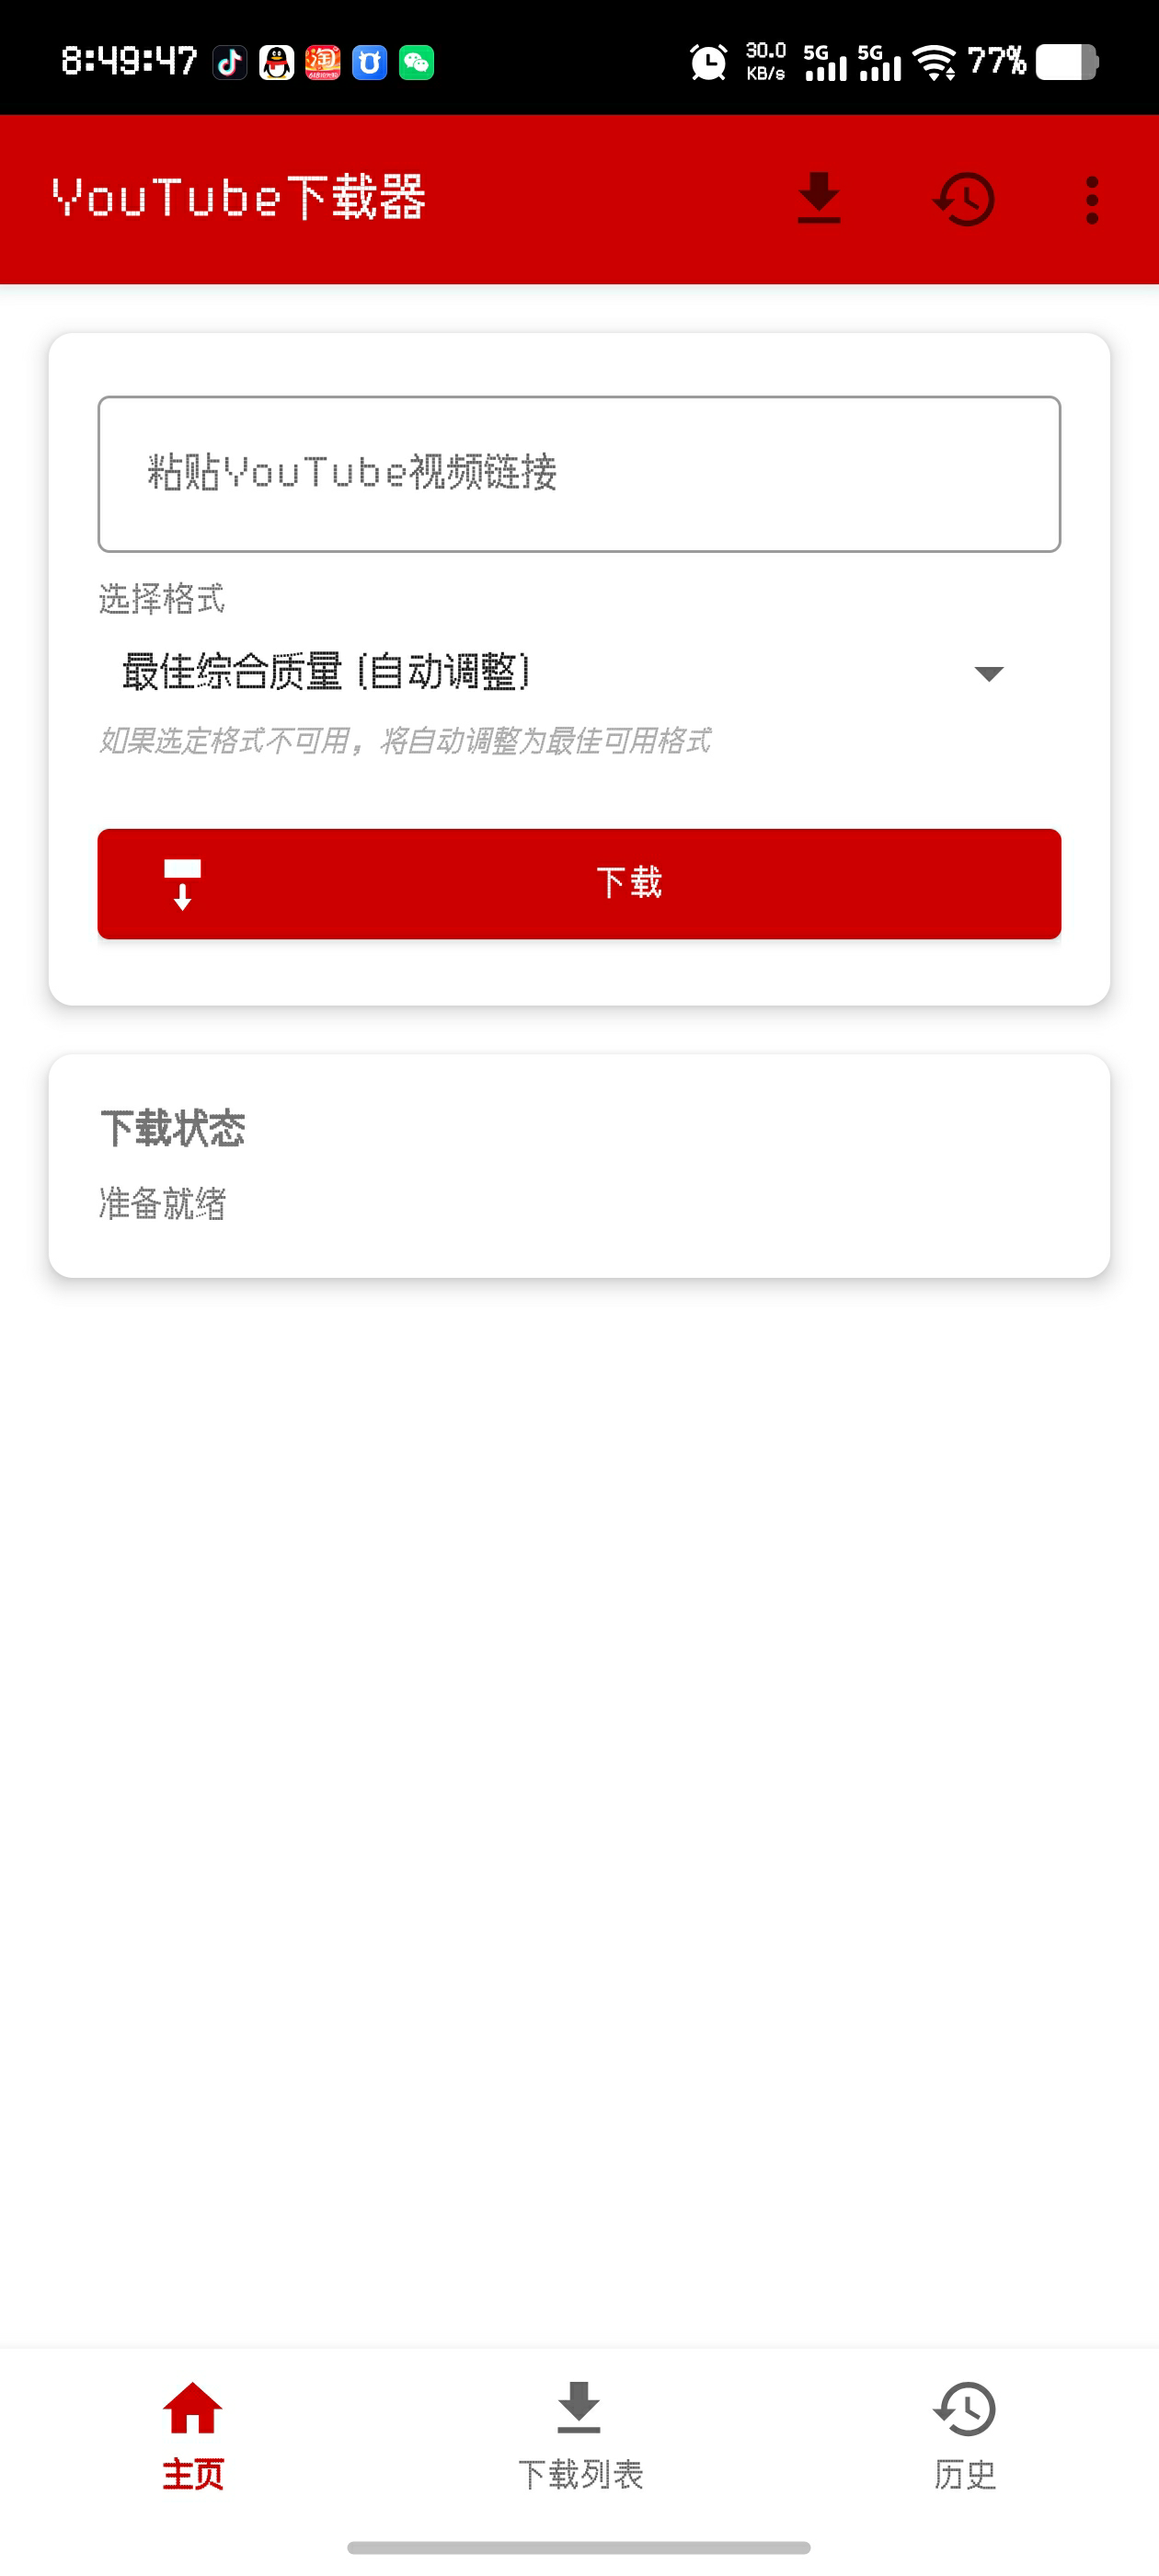 8:49:47 30.0 KB/s 5G 5G 77%
YouTube下载器
粘贴YouTube视频链接
选择格式
最佳综合质量 (自动调整)
如果选定格式不可用，将自动调整为最佳可用格式
下载
下载状态
准备就绪
主页 下载列表 历史